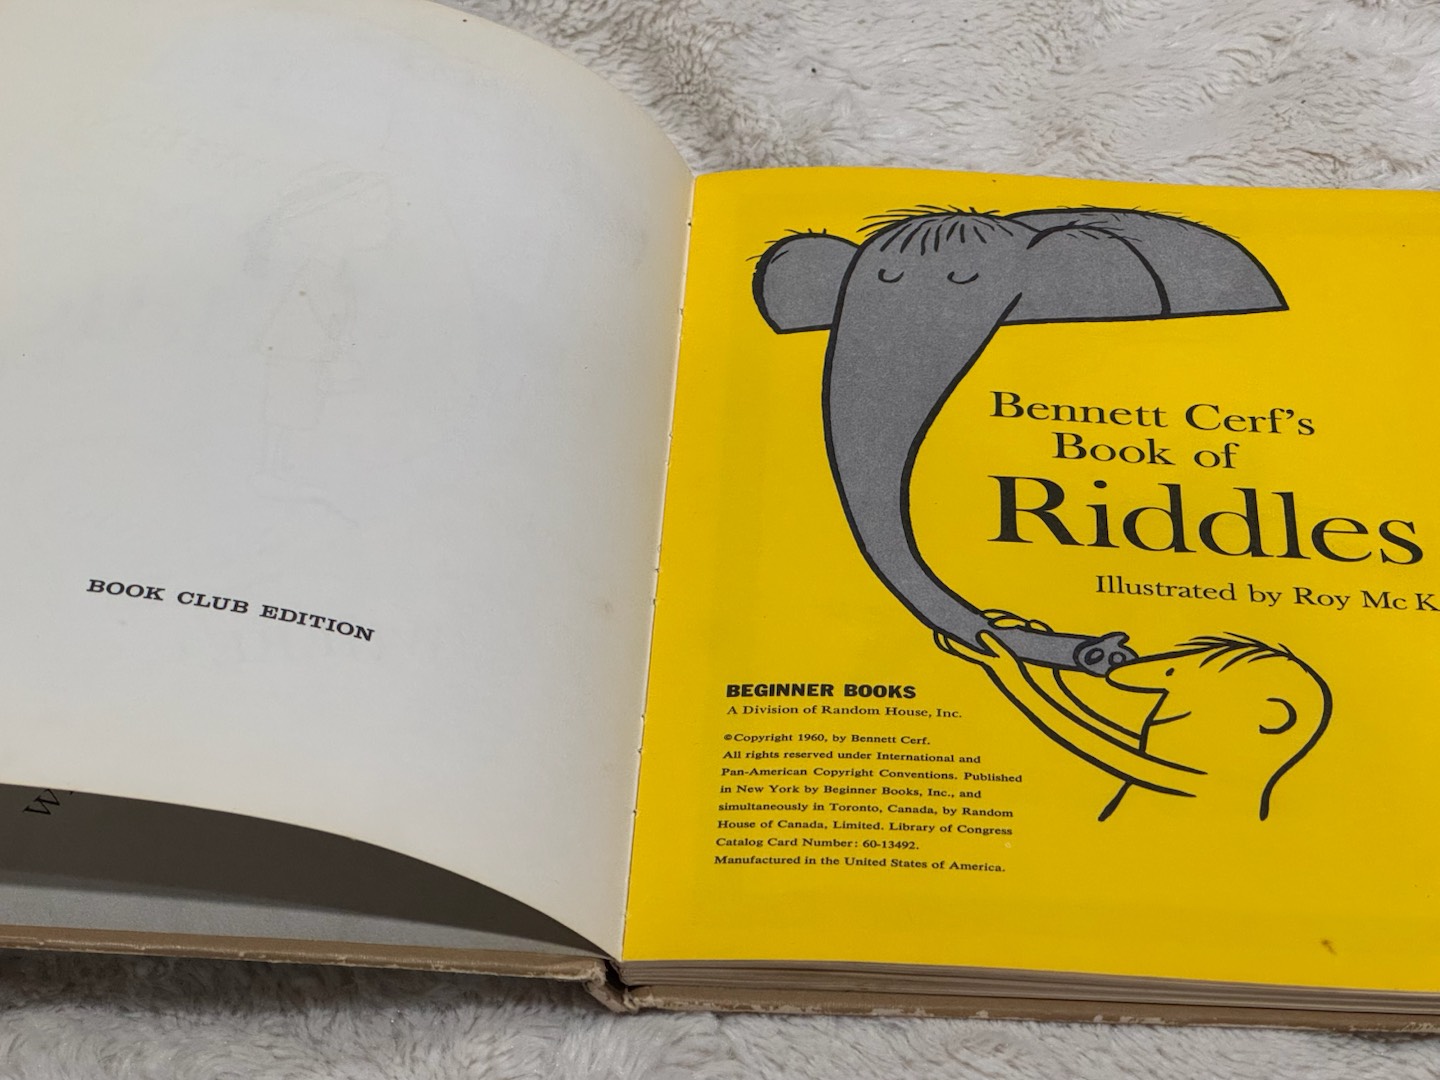 BOOK CLUB EDITION
Bennett Cerf's
Book of
Riddles
Illustrated by Roy Mc K
BEGINNER BOOKS
A Division of Random House, Inc.
©Copyright 1960, by Bennett Cerf.
All rights reserved under International and
Pan-American Copyright Conventions. Published
in New York by Beginner Books, Inc., and
simultaneously in Toronto, Canada, by Random
House of Canada, Limited. Library of Congress
Catalog Card Number: 60-13492.
Manufactured in the United States of America.